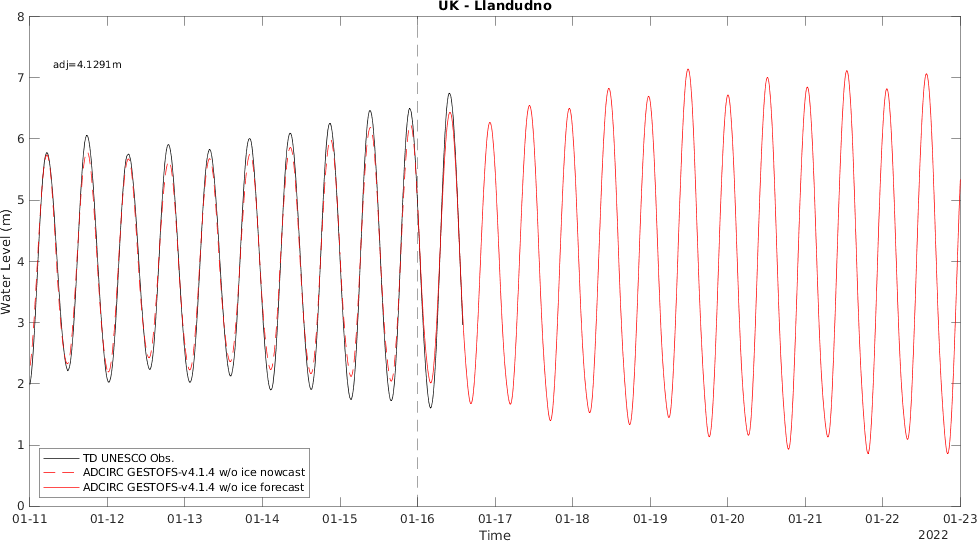 UK - Llandudno
8
7
6
5
4
3
2
1
0
Water Level (m)
adj=4.1291m
TD UNESCO Obs.
ADCIRC GESTOFS-v4.1.4 w/o ice nowcast
ADCIRC GESTOFS-v4.1.4 w/o ice forecast
01-11 01-12 01-13 01-14 01-15 01-16 01-17 01-18 01-19 01-20 01-21 01-22 01-23
Time
2022